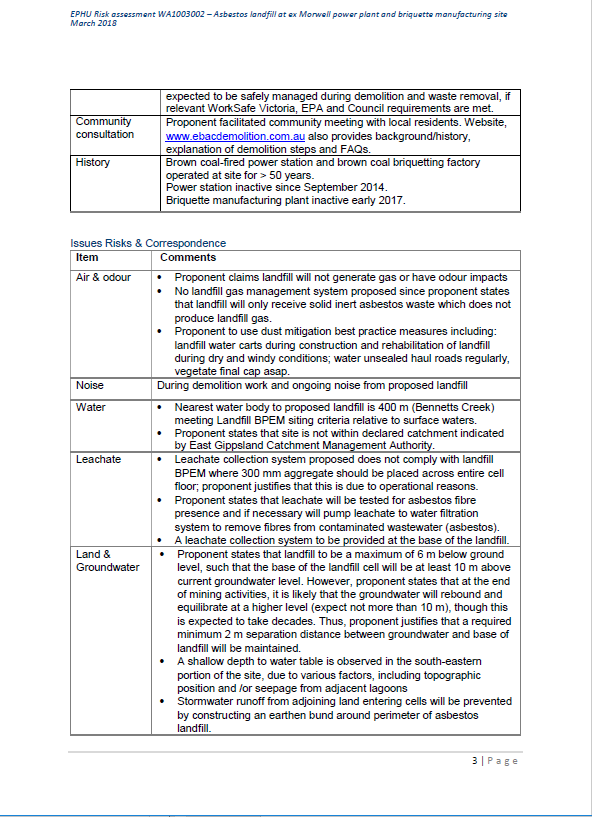 EPHU Risk assessment WA1003002 – Asbestos landfill at ex Morwell power plant and briquette manufacturing site
March 2018
expected to be safely managed during demolition and waste removal, if
relevant WorkSafe Victoria, EPA and Council requirements are met.
Community
consultation
Proponent facilitated community meeting with local residents. Website,
www.ebacdemolition.com.au also provides background/history,
explanation of demolition steps and FAQs.
History
Brown coal-fired power station and brown coal briquetting factory
operated at site for > 50 years.
Power station inactive since September 2014.
Briquette manufacturing plant inactive early 2017.
Issues Risks & Correspondence
Item
Comments
Air & odour
• Proponent claims landfill will not generate gas or have odour impacts
• No landfill gas management system proposed since proponent states
that landfill will only receive solid inert asbestos waste which does not
produce landfill gas.
• Proponent to use dust mitigation best practice measures including:
landfill water carts during construction and rehabilitation of landfill
during dry and windy conditions; water unsealed haul roads regularly,
vegetate final cap asap.
Noise
During demolition work and ongoing noise from proposed landfill
Water
• Nearest water body to proposed landfill is 400 m (Bennetts Creek)
meeting Landfill BPEM siting criteria relative to surface waters.
• Proponent states that site is not within declared catchment indicated
by East Gippsland Catchment Management Authority.
Leachate
• Leachate collection system proposed does not comply with landfill
BPEM where 300 mm aggregate should be placed across entire cell
floor; proponent justifies that this is due to operational reasons.
• Proponent states that leachate will be tested for asbestos fibre
presence and if necessary will pump leachate to water filtration
system to remove fibres from contaminated wastewater (asbestos).
• A leachate collection system to be provided at the base of the landfill.
Land &
Groundwater
• Proponent states that landfill to be a maximum of 6 m below ground
level, such that the base of the landfill cell will be at least 10 m above
current groundwater level. However, proponent states that at the end
of mining activities, it is likely that the groundwater will rebound and
equilibrate at a higher level (expect not more than 10 m), though this
is expected to take decades. Thus, proponent justifies that a required
minimum 2 m separation distance between groundwater and base of
landfill will be maintained.
• A shallow depth to water table is observed in the south-eastern
portion of the site, due to various factors, including topographic
position and /or seepage from adjacent lagoons
• Stormwater runoff from adjoining land entering cells will be prevented
by constructing an earthen bund around perimeter of asbestos
landfill.
3 | Page